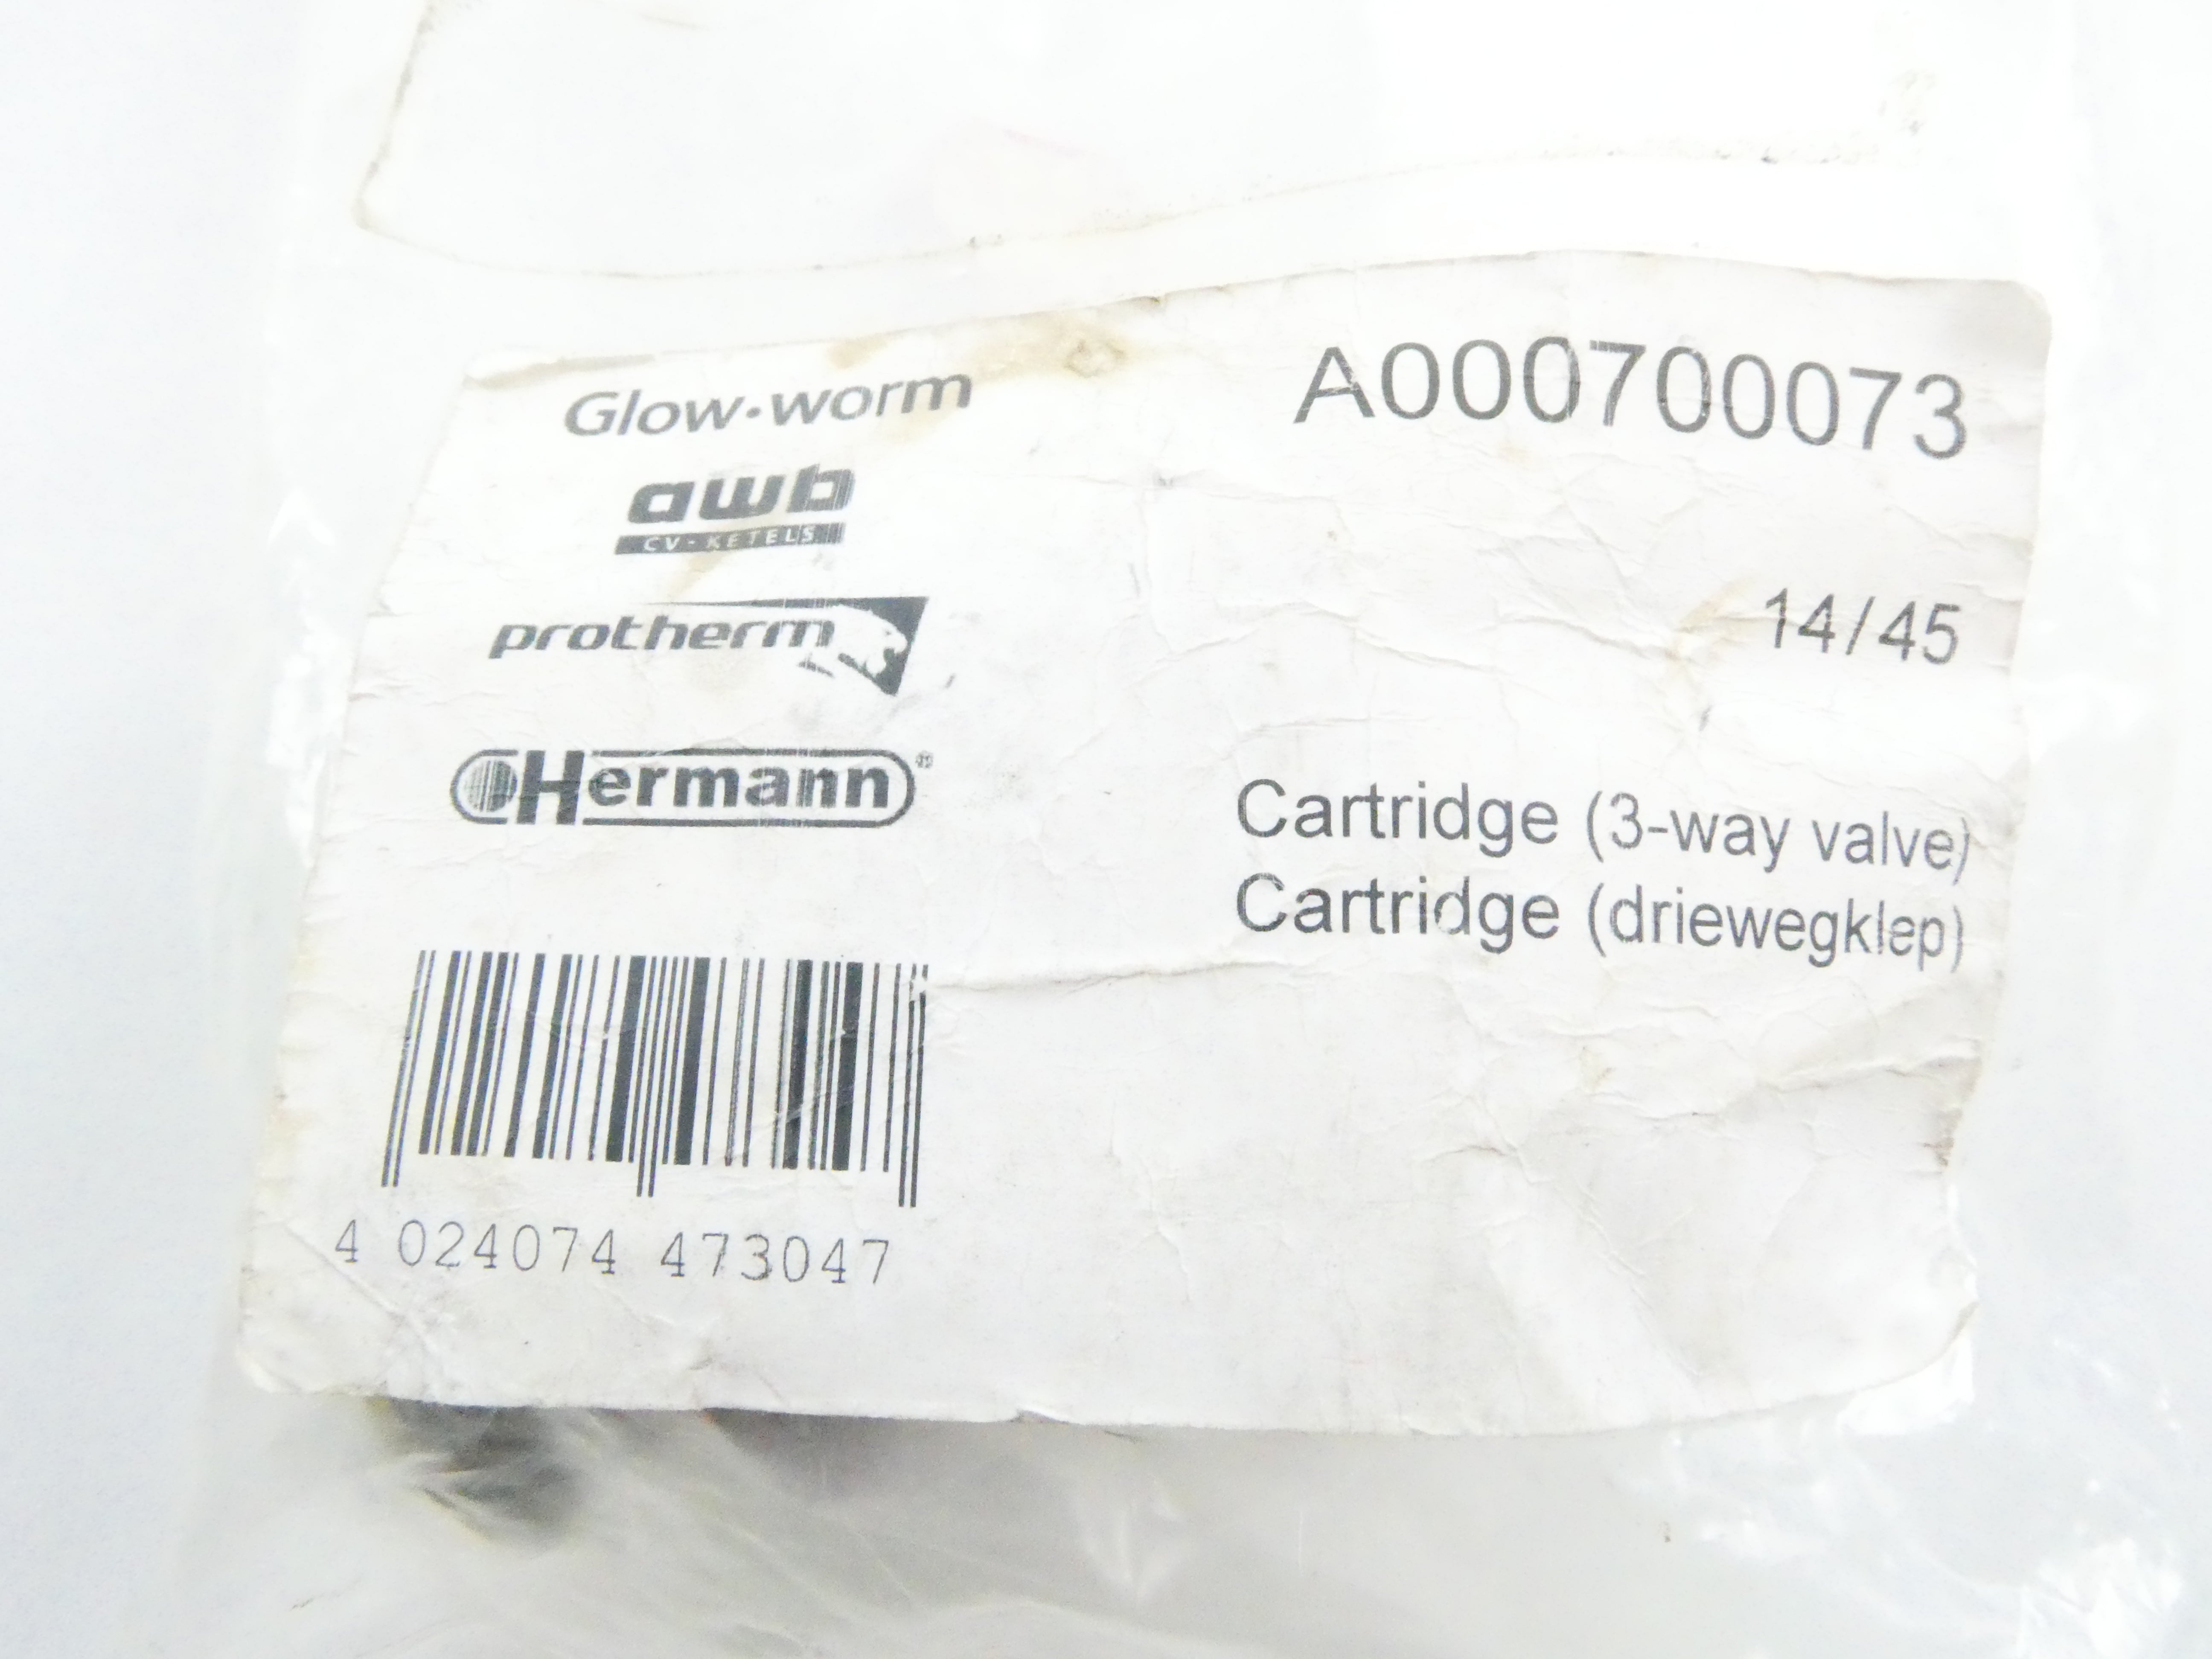 Glow·worm
awb
CV-KETELS
protherm
Hermann®
A000700073
14/45
Cartridge (3-way valve)
Cartridge (driewegklep)
4 024074 473047